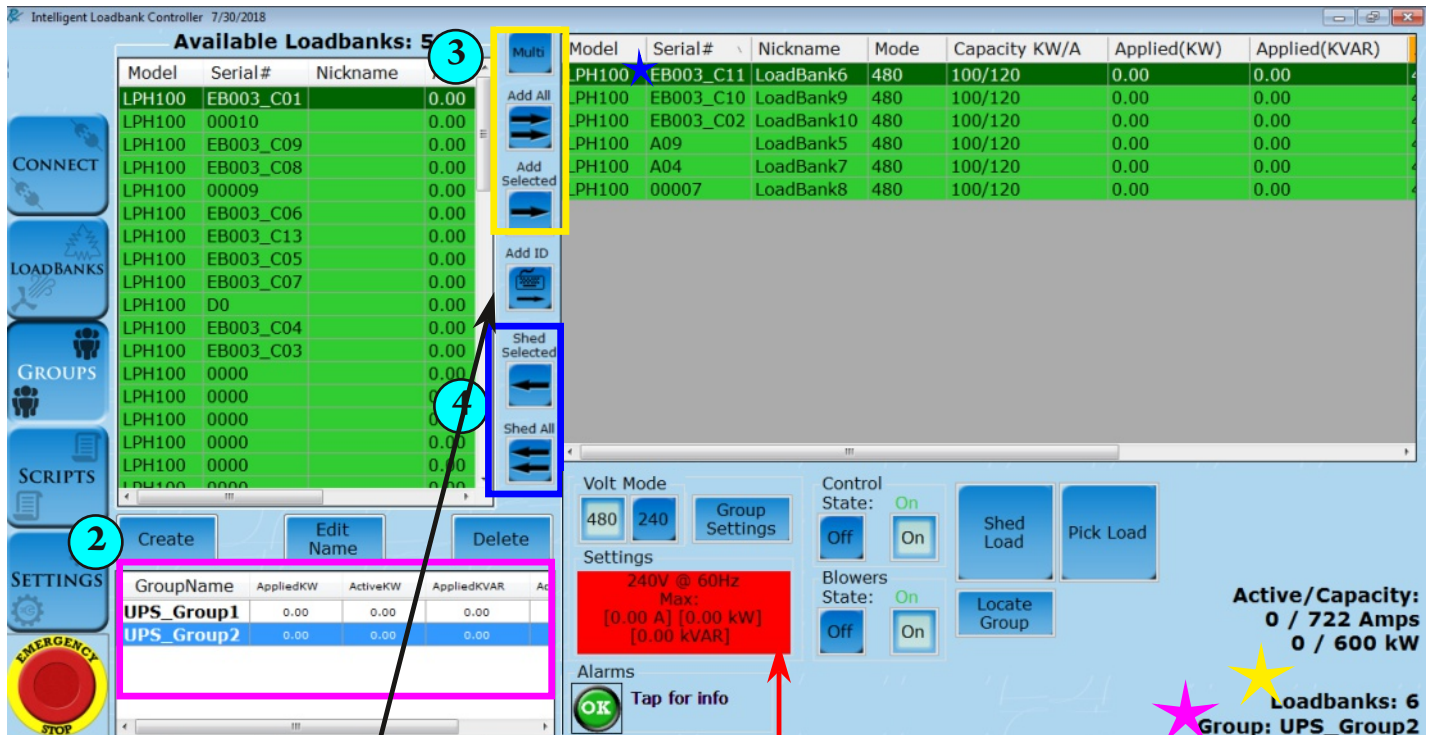 Intelligent Loadbank Controller 7/30/2018
Available Loadbanks: 5
Model Serial# Nickname
LPH100 EB003_C01 0.00
LPH100 00010 0.00
LPH100 EB003_C09 0.00
LPH100 EB003_C08 0.00
LPH100 00009 0.00
LPH100 EB003_C06 0.00
LPH100 EB003_C13 0.00
LPH100 EB003_C05 0.00
LPH100 EB003_C07 0.00
LPH100 D0 0.00
LPH100 EB003_C04 0.00
LPH100 EB003_C03 0.00
LPH100 0000 0.00
LPH100 0000
LPH100 0000
LPH100 0000 0.00
LPH100 0000 0.00
LPH100 0000 0.00
CONNECT
LOADBANKS
GROUPS
SCRIPTS
SETTINGS
EMERGENCY
STOP
3
Multi
Add All
Add
Selected
Add ID
Shed
Selected
4
Shed All
Model Serial# Nickname Mode Capacity KW/A Applied(KW) Applied(KVAR)
LPH100 EB003_C11 LoadBank6 480 100/120 0.00 0.00
LPH100 EB003_C10 LoadBank9 480 100/120 0.00 0.00
LPH100 EB003_C02 LoadBank10 480 100/120 0.00 0.00
LPH100 A09 LoadBank5 480 100/120 0.00 0.00
LPH100 A04 LoadBank7 480 100/120 0.00 0.00
LPH100 00007 LoadBank8 480 100/120 0.00 0.00
2
Create
Edit
Name
Delete
GroupName AppliedKW ActiveKW AppliedKVAR
UPS_Group1 0.00 0.00 0.00
UPS_Group2 0.00 0.00 0.00
Volt Mode
480 240
Group
Settings
Settings
240V @ 60Hz
Max:
[0.00 A] [0.00 kW]
[0.00 kVAR]
Alarms
OK Tap for info
Control
State: On
Off On
Blowers
State: On
Off On
Shed
Load
Pick Load
Locate
Group
Active/Capacity:
0 / 722 Amps
0 / 600 kW
Loadbanks: 6
Group: UPS_Group2